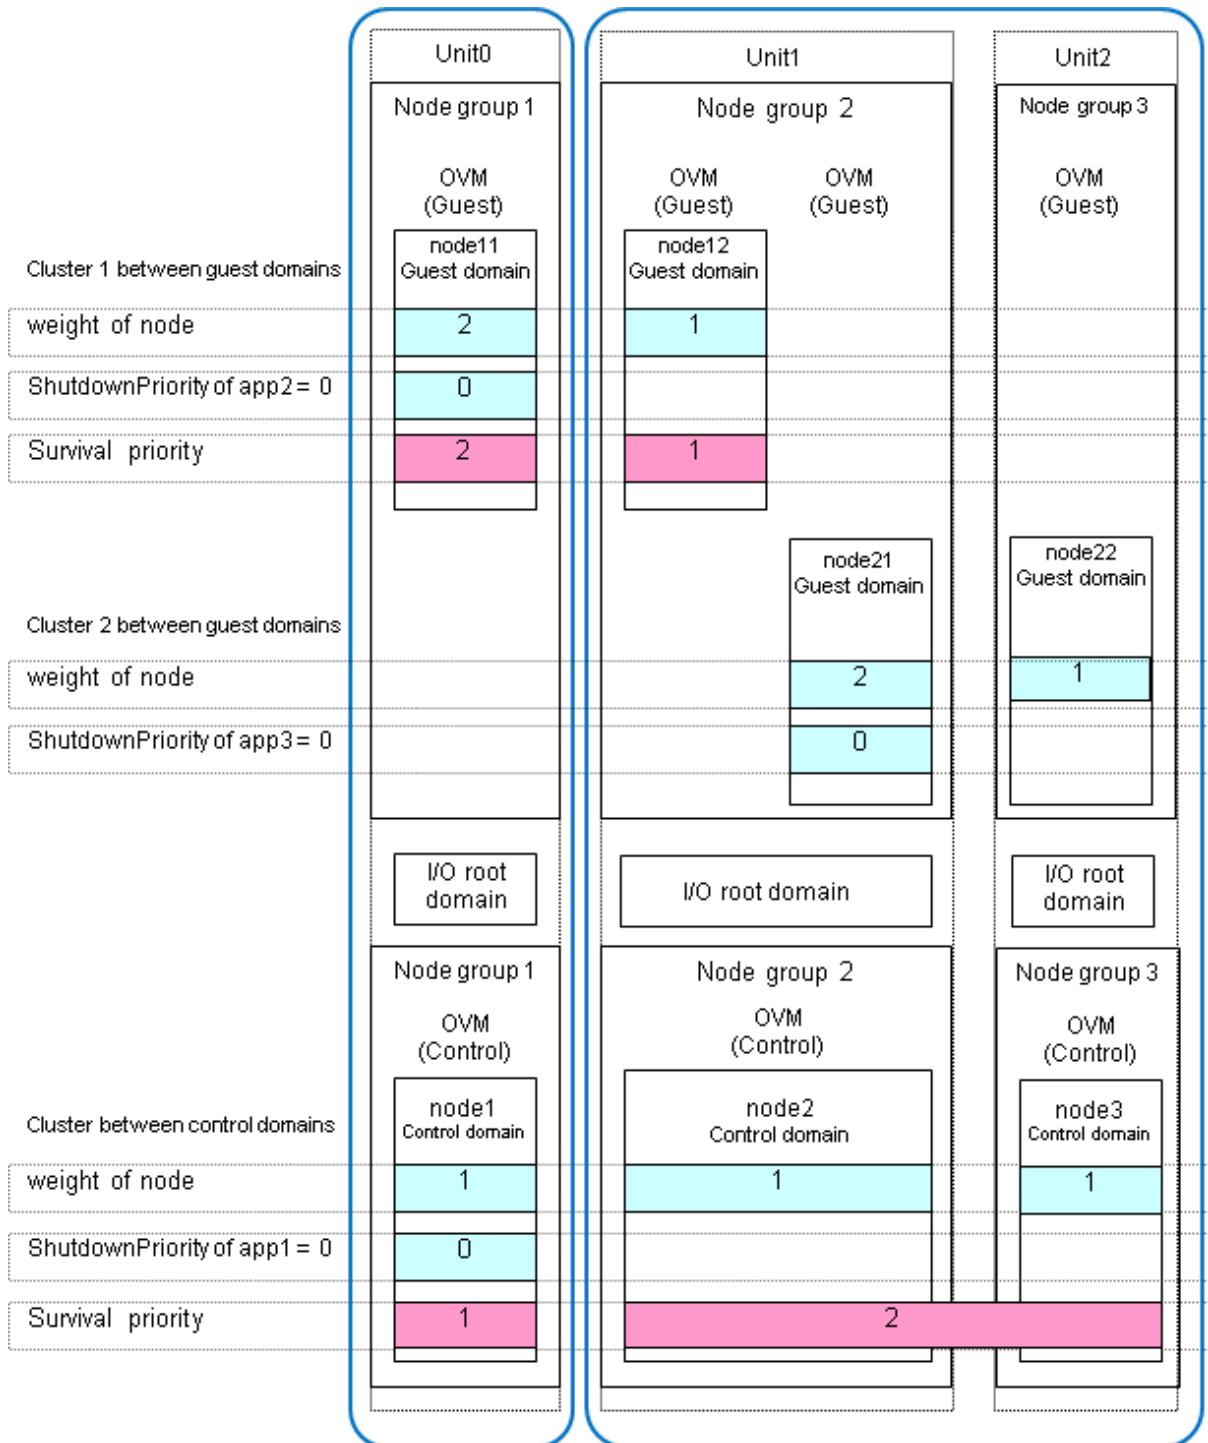 Unit0
Unit1
Unit2
Node group 1
Node group 2
Node group 3
OVM
(Guest)
OVM
(Guest)
OVM
(Guest)
OVM
(Guest)
node11
Guest domain
node12
Guest domain
Cluster 1 between guest domains
weight of node
2
1
ShutdownPriority of app2 = 0
0
Survival priority
2
1
node21
Guest domain
node22
Guest domain
Cluster 2 between guest domains
weight of node
2
1
ShutdownPriority of app3 = 0
0
I/O root
domain
I/O root domain
I/O root
domain
Node group 1
Node group 2
Node group 3
OVM
(Control)
OVM
(Control)
OVM
(Control)
node1
Control domain
node2
Control domain
node3
Control domain
Cluster between control domains
weight of node
1
1
1
ShutdownPriority of app1 = 0
0
Survival priority
1
2